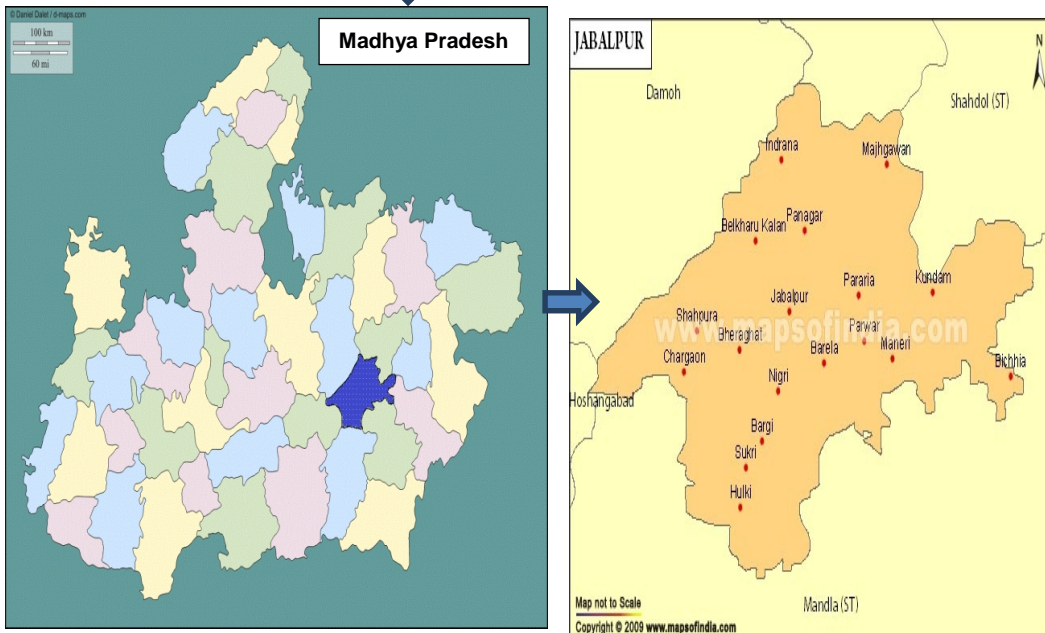 © Daniel Dalet / d-maps.com
100 km
60 mi
Madhya Pradesh
JABALPUR
N
Damoh
Shahdol (ST)
Indrana
Majhgawan
Belkharu Kalan
Panagar
Pararia
Kundam
Jabalpur
Shahpura
www.mapsofindia.com
Bheraghat
Parwar
Chargaon
Barela
Maneri
Bichhia
Nigri
Hoshangabad
Bargi
Sukri
Hulki
Map not to Scale
Mandla (ST)
Copyright © 2009 www.mapsofindia.com